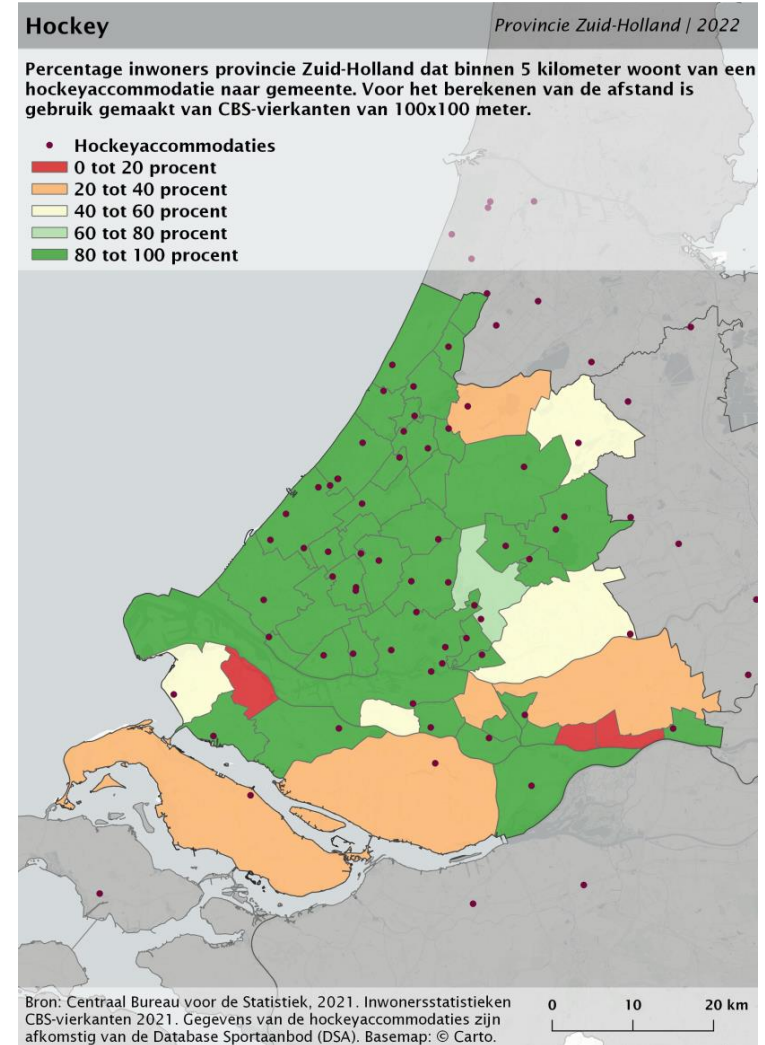 Hockey
Provincie Zuid-Holland | 2022
Percentage inwoners provincie Zuid-Holland dat binnen 5 kilometer woont van een
hockeyaccommodatie naar gemeente. Voor het berekenen van de afstand is
gebruik gemaakt van CBS-vierkanten van 100x100 meter.
Hockeyaccommodaties
0 tot 20 procent
20 tot 40 procent
40 tot 60 procent
60 tot 80 procent
80 tot 100 procent
Bron: Centraal Bureau voor de Statistiek, 2021. Inwonersstatistieken
CBS-vierkanten 2021. Gegevens van de hockeyaccommodaties zijn
afkomstig van de Database Sportaanbod (DSA). Basemap: © Carto.
0 10 20 km